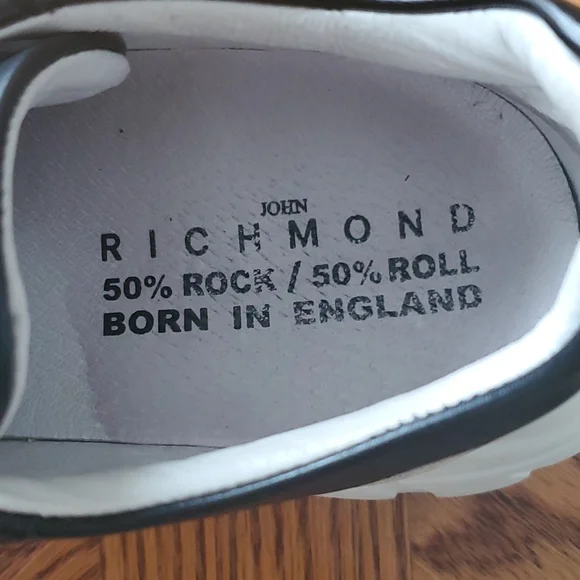 JOHN
RICHMOND
50% ROCK / 50% ROLL
BORN IN ENGLAND